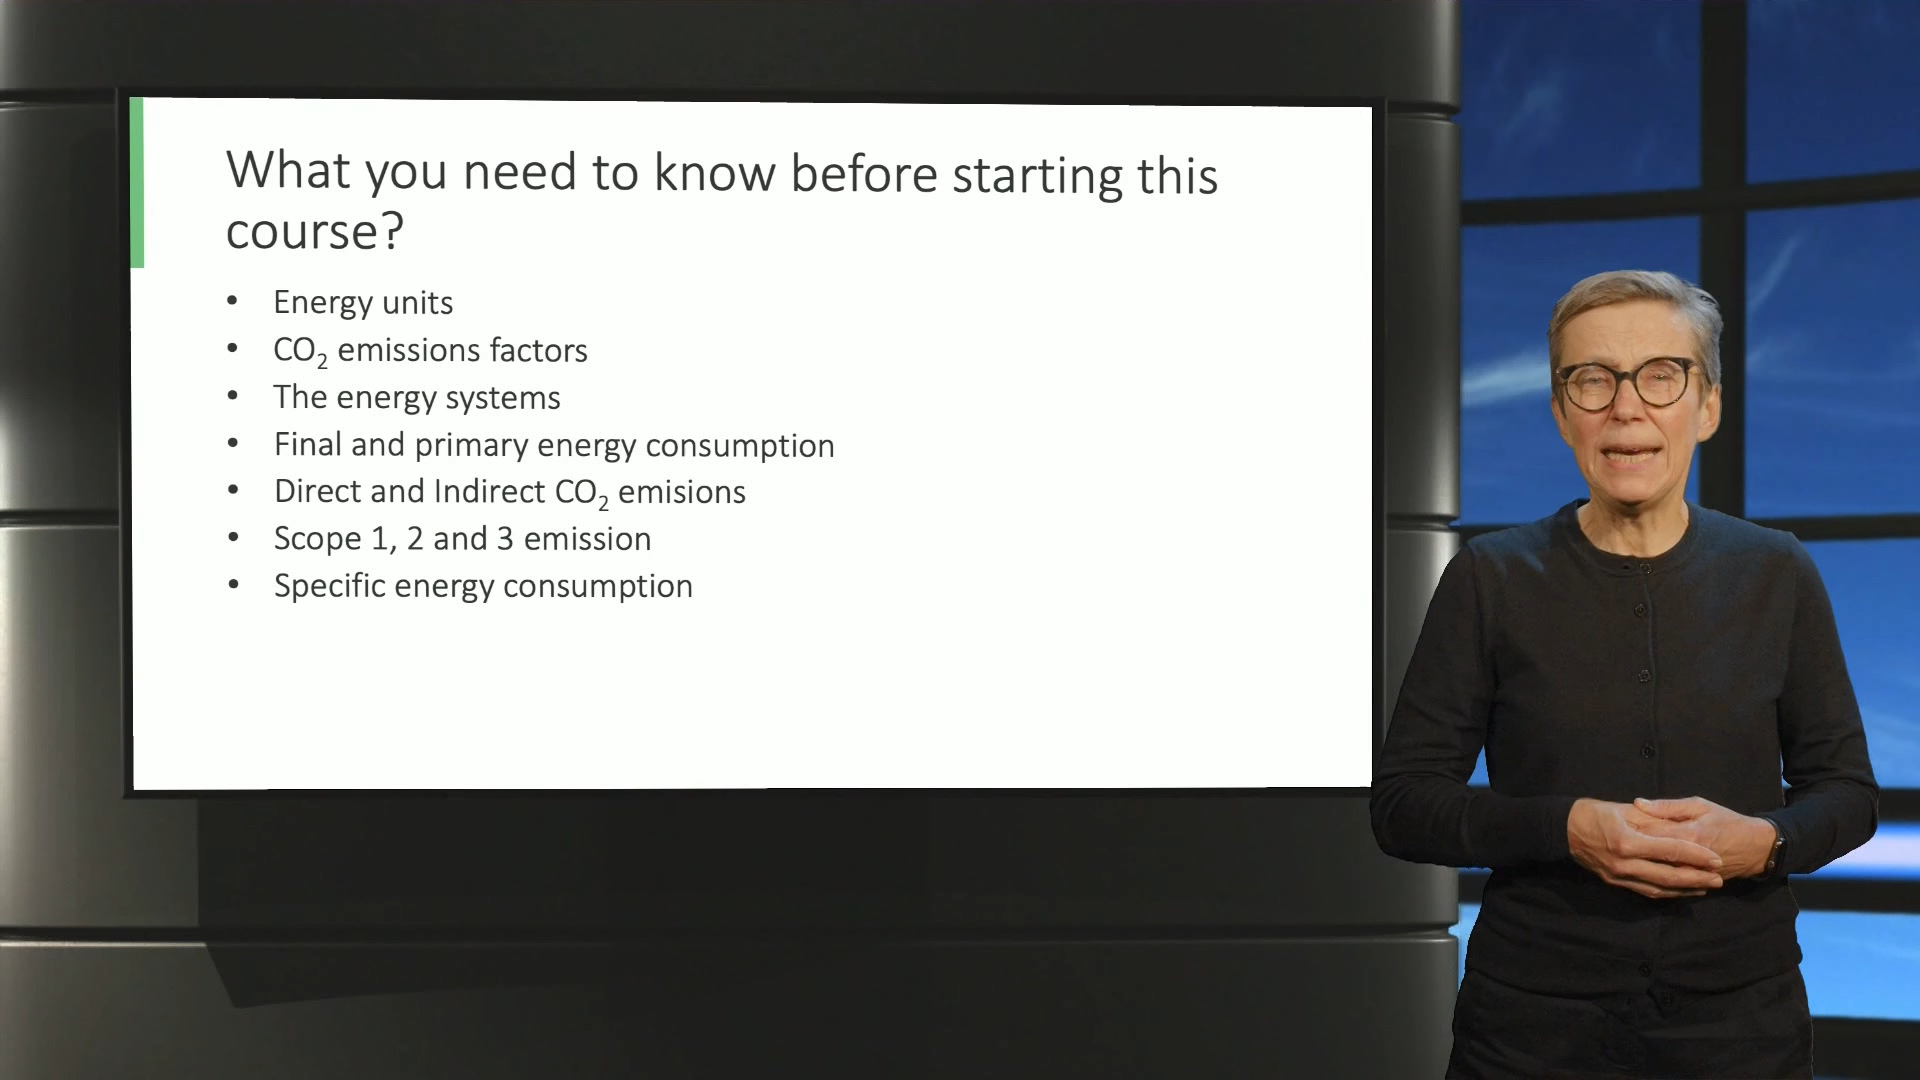 What you need to know before starting this
course?
• Energy units
• CO₂ emissions factors
• The energy systems
• Final and primary energy consumption
• Direct and Indirect CO₂ emisions
• Scope 1, 2 and 3 emission
• Specific energy consumption